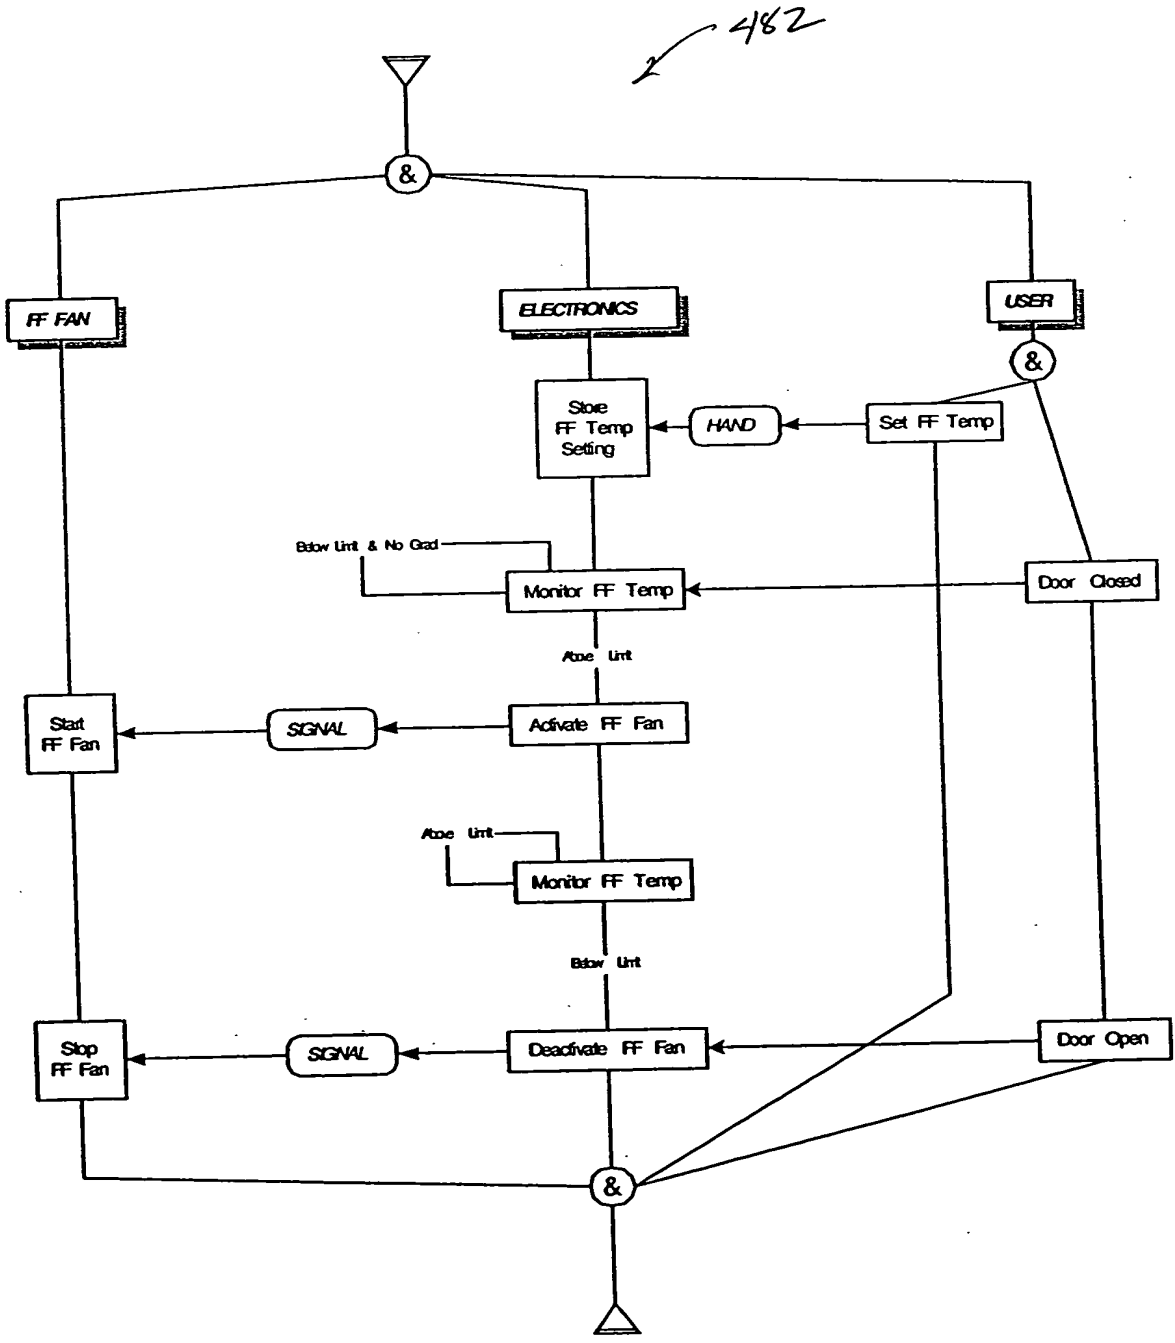 482
&
FF FAN
ELECTRONICS
USER
&
Store
FF Temp
Setting
HAND
Set FF Temp
Below Limit & No Grad
Monitor FF Temp
Door Closed
Above Limit
Start
FF Fan
SIGNAL
Activate FF Fan
Above Limit
Monitor FF Temp
Below Limit
Stop
FF Fan
SIGNAL
Deactivate FF Fan
Door Open
&